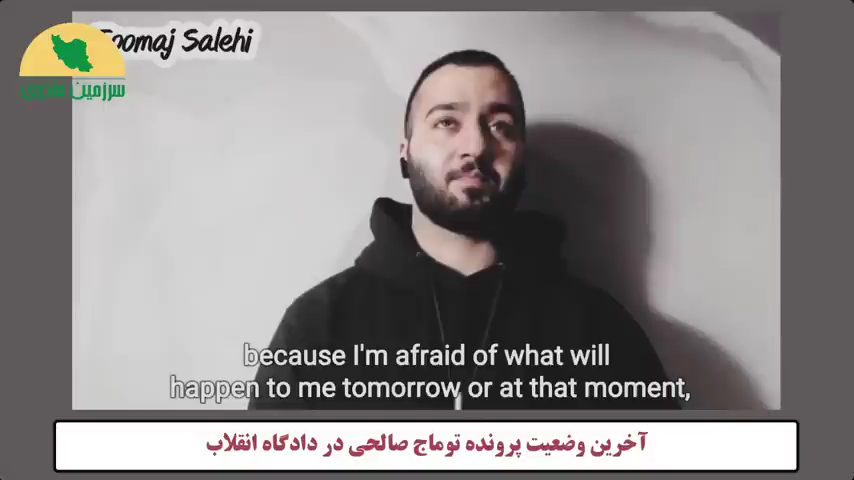 Toomaj Salehi
سرزمین
because I'm afraid of what will
happen to me tomorrow or at that moment,
آخرین وضعیت پرونده توماج صالحی در دادگاه انقلاب